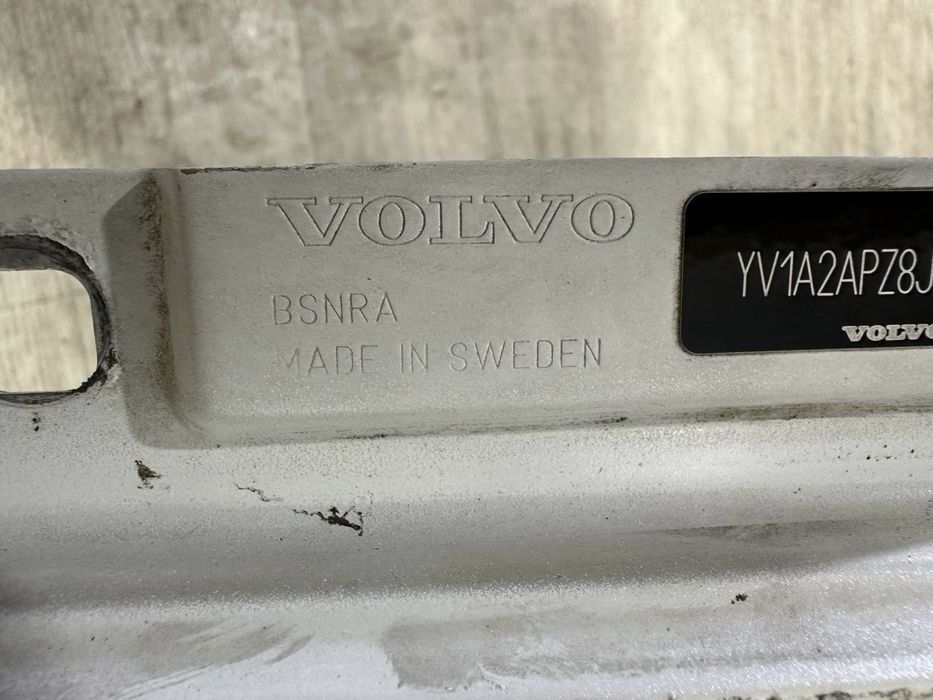 VOLVO
BSNRA
MADE IN SWEDEN
YV1A2APZ8J
VOLVO